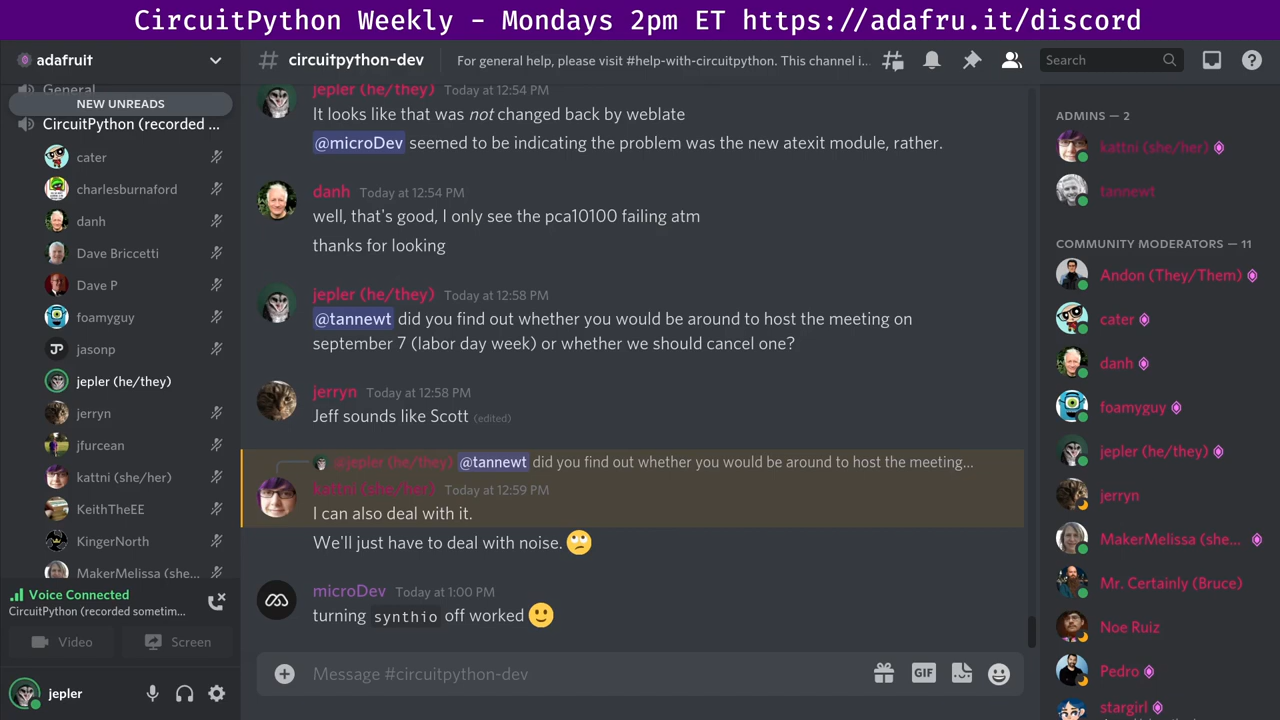 CircuitPython Weekly - Mondays 2pm ET https://adafru.it/discord
adafruit
General
NEW UNREADS
CircuitPython (recorded ...
cater
charlesburnaford
danh
Dave Briccetti
Dave P
foamyguy
jasonp
jepler (he/they)
jerryn
jfurcean
kattni (she/her)
KeithTheEE
KingerNorth
MakerMelissa (she...
Voice Connected
CircuitPython (recorded sometim...
Video
Screen
jepler
# circuitpython-dev
For general help, please visit #help-with-circuitpython. This channel i...
Search
jepler (he/they) Today at 12:54 PM
It looks like that was not changed back by weblate
@microDev seemed to be indicating the problem was the new atexit module, rather.
danh Today at 12:54 PM
well, that's good, I only see the pca10100 failing atm
thanks for looking
jepler (he/they) Today at 12:58 PM
@tannewt did you find out whether you would be around to host the meeting on
september 7 (labor day week) or whether we should cancel one?
jerryn Today at 12:58 PM
Jeff sounds like Scott (edited)
@jepler (he/they) @tannewt did you find out whether you would be around to host the meeting...
kattni (she/her) Today at 12:59 PM
I can also deal with it.
We'll just have to deal with noise. 🙄
microDev Today at 1:00 PM
turning synthio off worked 🙂
Message #circuitpython-dev
GIF
ADMINS — 2
kattni (she/her)
tannewt
COMMUNITY MODERATORS — 11
Andon (They/Them)
cater
danh
foamyguy
jepler (he/they)
jerryn
MakerMelissa (she...
Mr. Certainly (Bruce)
Noe Ruiz
Pedro
stargirl